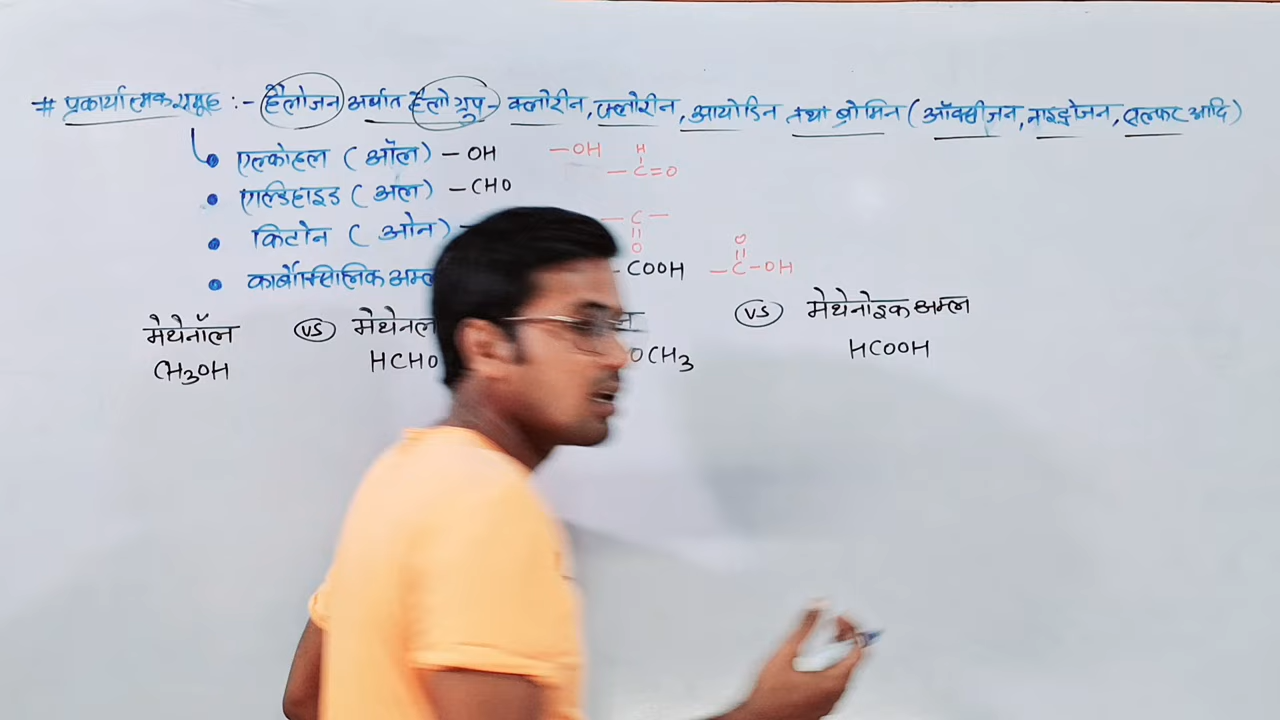 # प्रकार्यात्मक समूह :- हैलोजन अर्थात हैलो ग्रुप - क्लोरीन, फ्लोरीन, आयोडिन तथा ब्रोमिन ( ऑक्सीजन, नाइट्रोजन, सल्फर आदि )
• एल्कोहल ( ऑल ) - OH -OH H -C=O
• एल्डिहाइड ( अल ) - CHO
• किटोन ( ओन ) - C - || O
• कार्बोक्सिलिक अम्ल COOH O || -C-OH
मेथेनॉल VS मेथेनल VS मेथेनोइक अम्ल
CH3OH HCHO OCH3 HCOOH